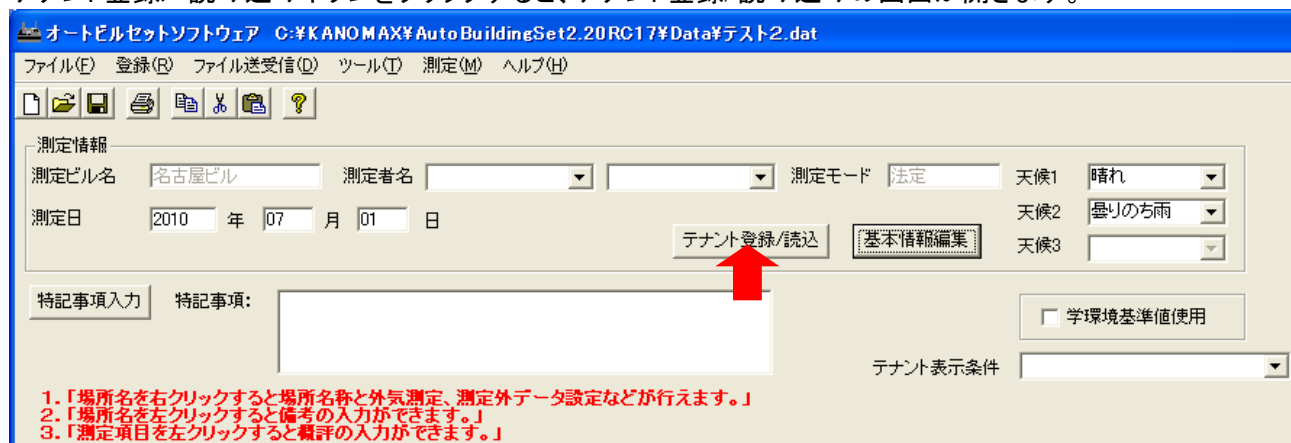 オートビルセットソフトウェア C:¥KANOMAX¥AutoBuildingSet2.20RC17¥Data¥テスト2.dat
ファイル(F) 登録(R) ファイル送受信(D) ツール(T) 測定(M) ヘルプ(H)
測定情報
測定ビル名 名古屋ビル 測定者名 測定モード 法定 天候1 晴れ
測定日 2010 年 07 月 01 日 天候2 曇りのち雨
テナント登録/読込 基本情報編集 天候3
特記事項入力 特記事項:
学環境基準値使用
テナント表示条件
1.「場所名を右クリックすると場所名称と外気測定、測定外データ設定などが行えます。」
2.「場所名を左クリックすると備考の入力ができます。」
3.「測定項目を左クリックすると概評の入力ができます。」